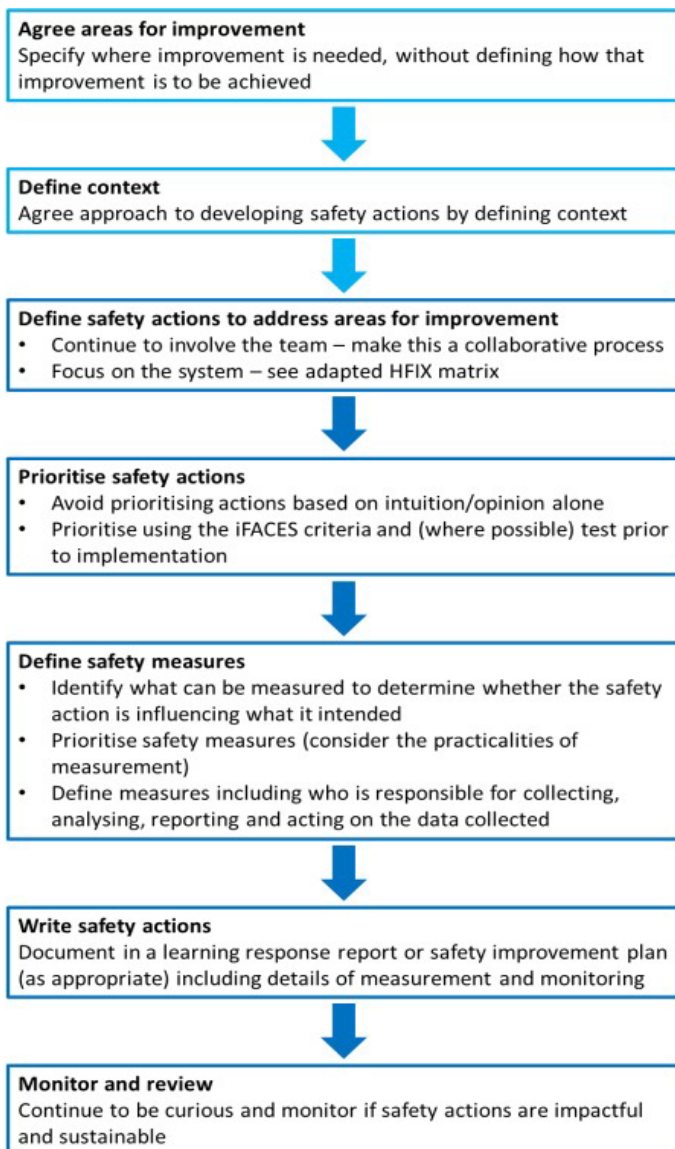 Agree areas for improvement
Specify where improvement is needed, without defining how that
improvement is to be achieved
Define context
Agree approach to developing safety actions by defining context
Define safety actions to address areas for improvement
• Continue to involve the team – make this a collaborative process
• Focus on the system – see adapted HFIX matrix
Prioritise safety actions
• Avoid prioritising actions based on intuition/opinion alone
• Prioritise using the iFACES criteria and (where possible) test prior
to implementation
Define safety measures
• Identify what can be measured to determine whether the safety
action is influencing what it intended
• Prioritise safety measures (consider the practicalities of
measurement)
• Define measures including who is responsible for collecting,
analysing, reporting and acting on the data collected
Write safety actions
Document in a learning response report or safety improvement plan
(as appropriate) including details of measurement and monitoring
Monitor and review
Continue to be curious and monitor if safety actions are impactful
and sustainable